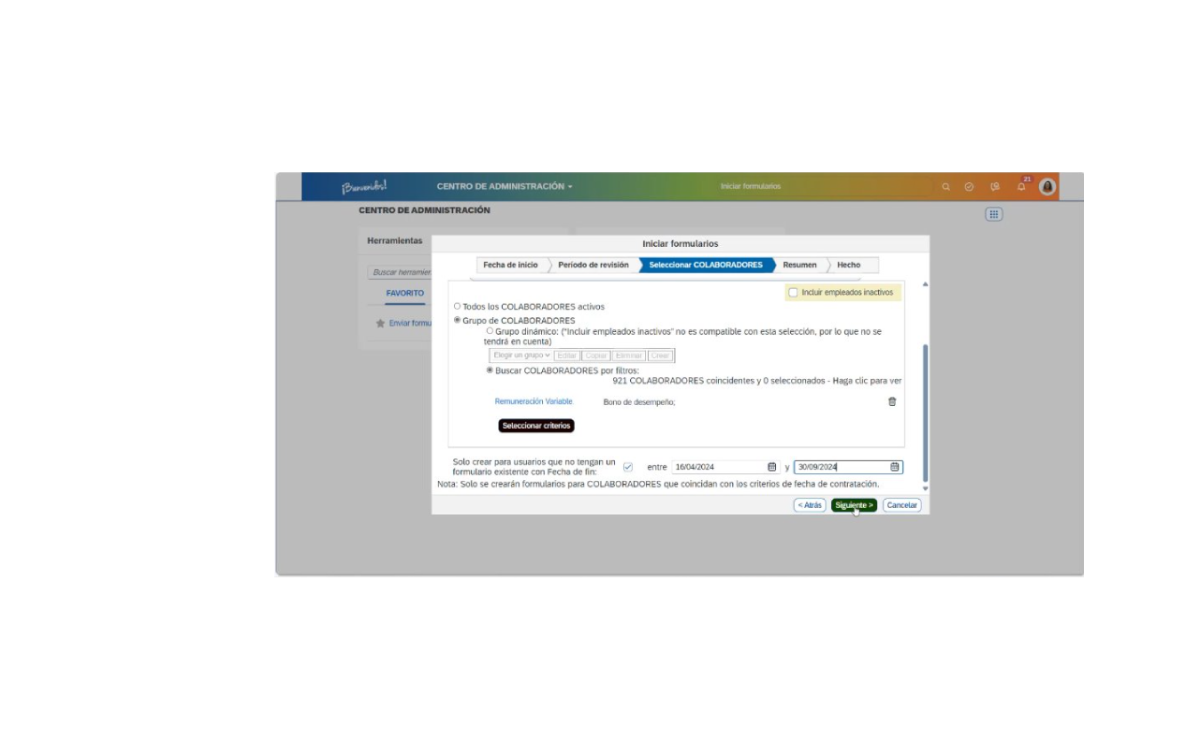 ¡Bienvenidos!
CENTRO DE ADMINISTRACIÓN
Iniciar formularios
21
CENTRO DE ADMINISTRACIÓN
Herramientas
Iniciar formularios
Fecha de inicio
Periodo de revisión
Seleccionar COLABORADORES
Resumen
Hecho
Buscar herramien
FAVORITO
Enviar formu
Incluir empleados inactivos
Todos los COLABORADORES activos
Grupo de COLABORADORES
Grupo dinámico: ("Incluir empleados inactivos" no es compatible con esta selección, por lo que no se
tendrá en cuenta)
Elegir un grupo Editar Copiar Eliminar Crear
Buscar COLABORADORES por filtros:
921 COLABORADORES coincidentes y 0 seleccionados - Haga clic para ver
Remuneración Variable Bono de desempeño;
Seleccionar criterios
Solo crear para usuarios que no tengan un
formulario existente con Fecha de fin:
entre 16/04/2024 y 30/09/2024
Nota: Solo se crearán formularios para COLABORADORES que coincidan con los criterios de fecha de contratación.
< Atrás Siguiente > Cancelar